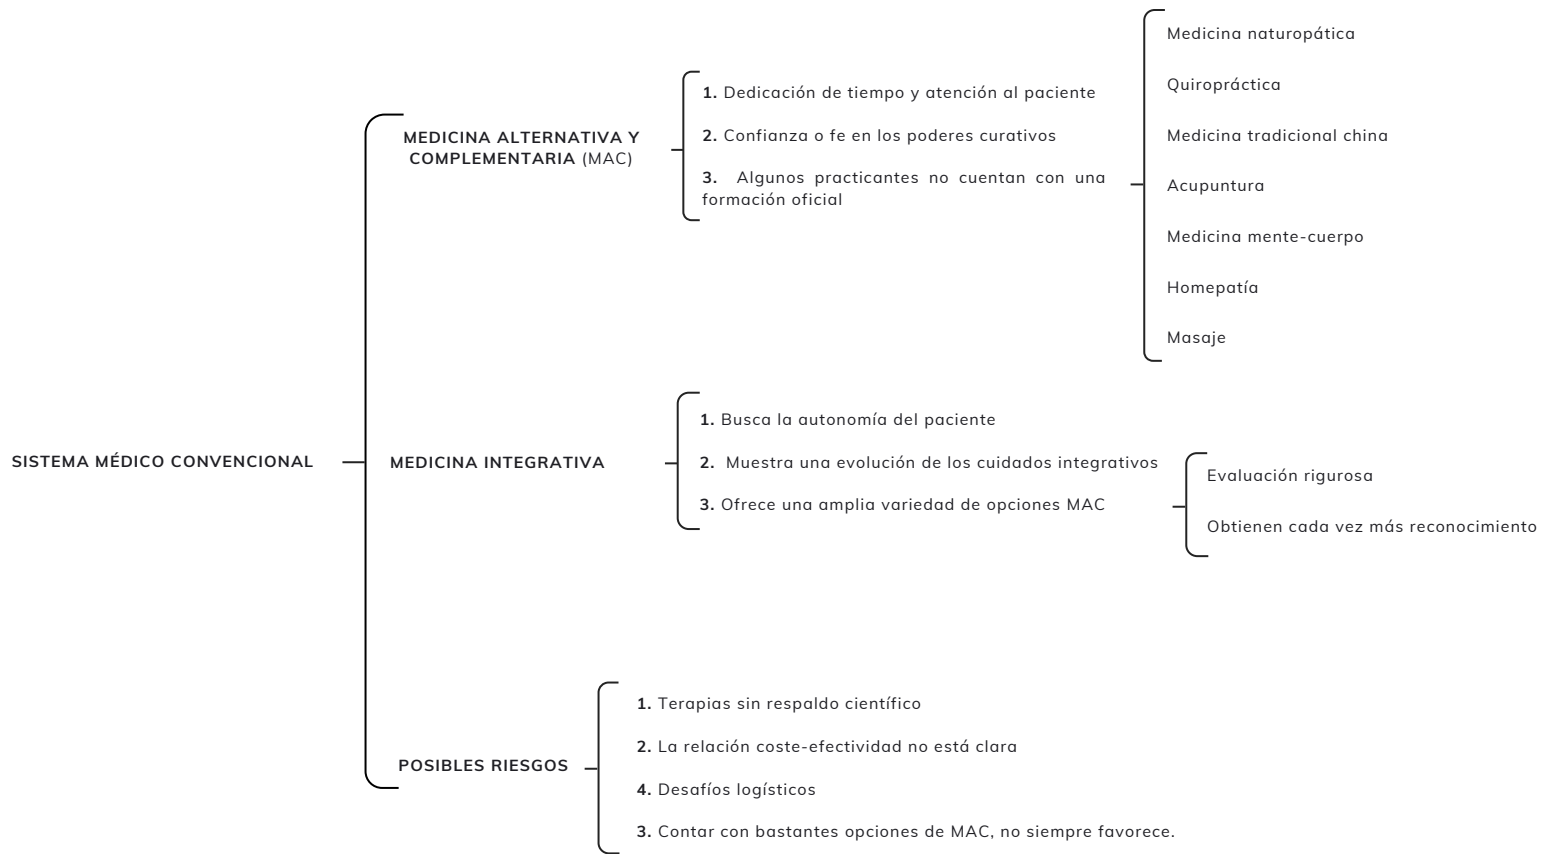 SISTEMA MÉDICO CONVENCIONAL
MEDICINA ALTERNATIVA Y
COMPLEMENTARIA (MAC)
1. Dedicación de tiempo y atención al paciente
2. Confianza o fe en los poderes curativos
3. Algunos practicantes no cuentan con una
formación oficial
Medicina naturopática
Quiropráctica
Medicina tradicional china
Acupuntura
Medicina mente-cuerpo
Homepatía
Masaje
MEDICINA INTEGRATIVA
1. Busca la autonomía del paciente
2. Muestra una evolución de los cuidados integrativos
3. Ofrece una amplia variedad de opciones MAC
Evaluación rigurosa
Obtienen cada vez más reconocimiento
POSIBLES RIESGOS
1. Terapias sin respaldo científico
2. La relación coste-efectividad no está clara
4. Desafíos logísticos
3. Contar con bastantes opciones de MAC, no siempre favorece.